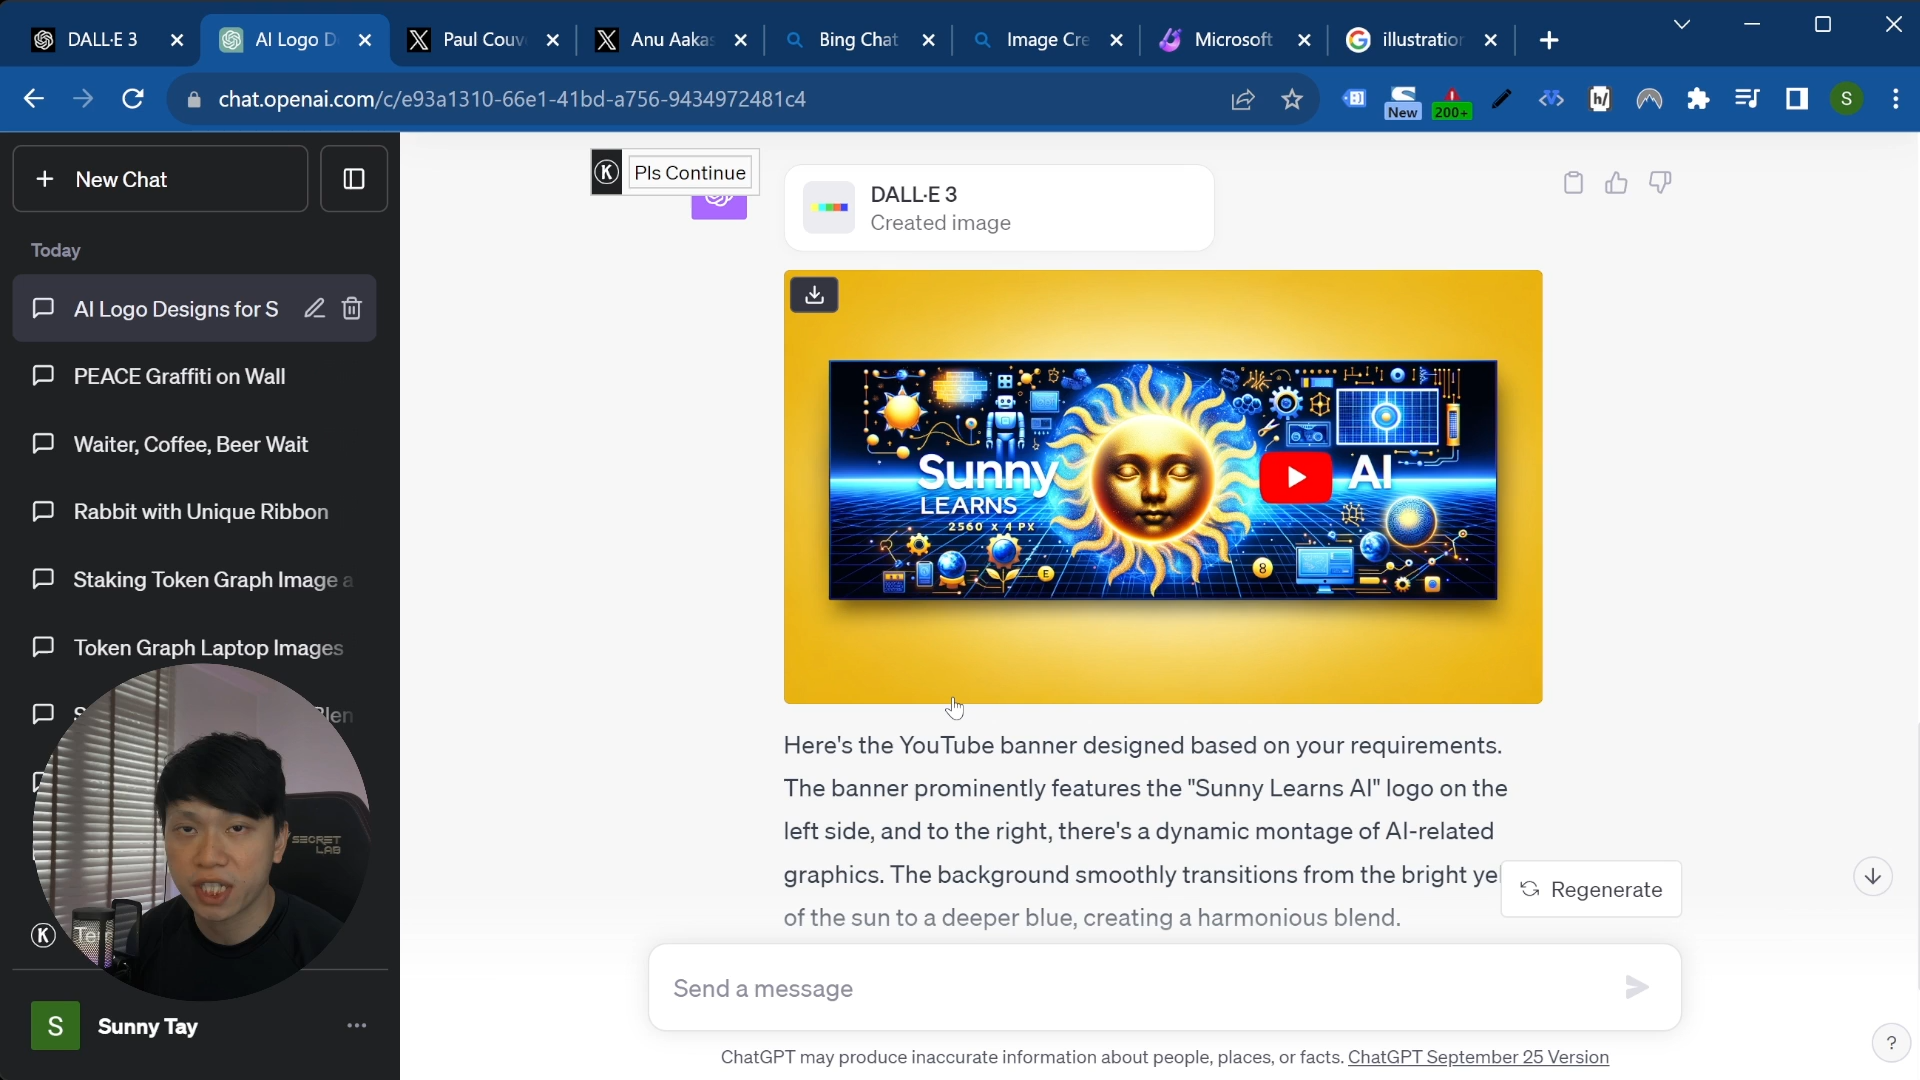 DALL·E 3
AI Logo D
Paul Couv
Anu Aakas
Bing Chat
Image Cre
Microsoft
illustration
chat.openai.com/c/e93a1310-66e1-41bd-a756-9434972481c4
New
200+
S
New Chat
Today
AI Logo Designs for S
PEACE Graffiti on Wall
Waiter, Coffee, Beer Wait
Rabbit with Unique Ribbon
Staking Token Graph Image a
Token Graph Laptop Images
SECRET
LAB
S
Sunny Tay
Pls Continue
DALL·E 3
Created image
Sunny
LEARNS
2560 x 4 PX
AI
E
8
Here's the YouTube banner designed based on your requirements.
The banner prominently features the "Sunny Learns AI" logo on the
left side, and to the right, there's a dynamic montage of AI-related
graphics. The background smoothly transitions from the bright yel
of the sun to a deeper blue, creating a harmonious blend.
Regenerate
Send a message
ChatGPT may produce inaccurate information about people, places, or facts. ChatGPT September 25 Version
?